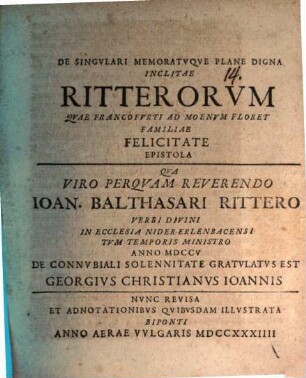 DE SINGVLARI MEMORATVQVE PLANE DIGNA
INCLITAE
14.
RITTERORVM
QVAE FRANCOFVRTI AD MOENVM FLORET
FAMILIAE
FELICITATE
EPISTOLA
QVA
VIRO PERQVAM REVERENDO
IOAN. BALTHASARI RITTERO
VERBI DIVINI
IN ECCLESIA NIDER-ERLENBACENSI
TVM TEMPORIS MINISTRO
ANNO MDCCV
DE CONNVBIALI SOLENNITATE GRATVLATVS EST
GEORGIVS CHRISTIANVS IOANNIS
NVNC REVISA
ET ADNOTATIONIBVS QVIBVSDAM ILLVSTRATA
BIPONTI
ANNO AERAE VVLGARIS MDCCXXXIIII